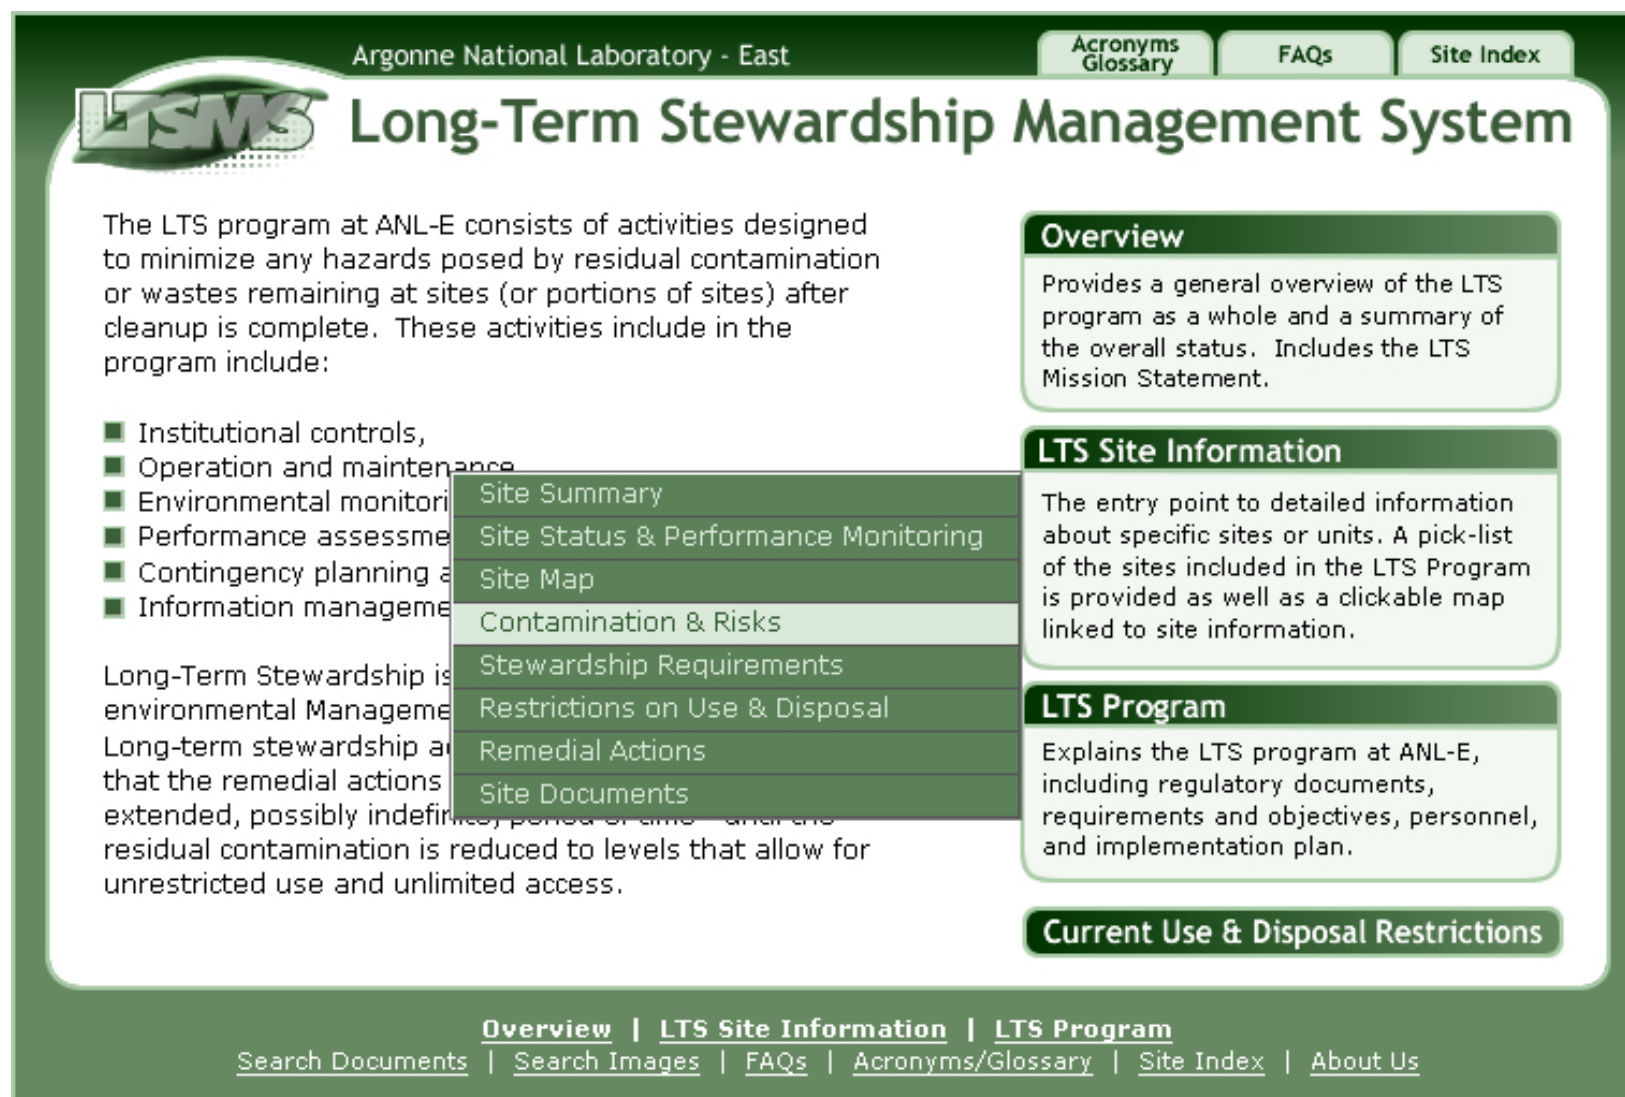 Argonne National Laboratory - East
Acronyms
Glossary
FAQs
Site Index
LTSMS
Long-Term Stewardship Management System
The LTS program at ANL-E consists of activities designed
to minimize any hazards posed by residual contamination
or wastes remaining at sites (or portions of sites) after
cleanup is complete.  These activities include in the
program include:
Institutional controls,
Operation and maintenance
Environmental monitori
Performance assessme
Contingency planning a
Information manageme
Long-Term Stewardship is
environmental Manageme
Long-term stewardship a
that the remedial actions
extended, possibly indefinite, period of time - until the
residual contamination is reduced to levels that allow for
unrestricted use and unlimited access.
Site Summary
Site Status & Performance Monitoring
Site Map
Contamination & Risks
Stewardship Requirements
Restrictions on Use & Disposal
Remedial Actions
Site Documents
Overview
Provides a general overview of the LTS
program as a whole and a summary of
the overall status.  Includes the LTS
Mission Statement.
LTS Site Information
The entry point to detailed information
about specific sites or units. A pick-list
of the sites included in the LTS Program
is provided as well as a clickable map
linked to site information.
LTS Program
Explains the LTS program at ANL-E,
including regulatory documents,
requirements and objectives, personnel,
and implementation plan.
Current Use & Disposal Restrictions
Overview | LTS Site Information | LTS Program
Search Documents | Search Images | FAQs | Acronyms/Glossary | Site Index | About Us